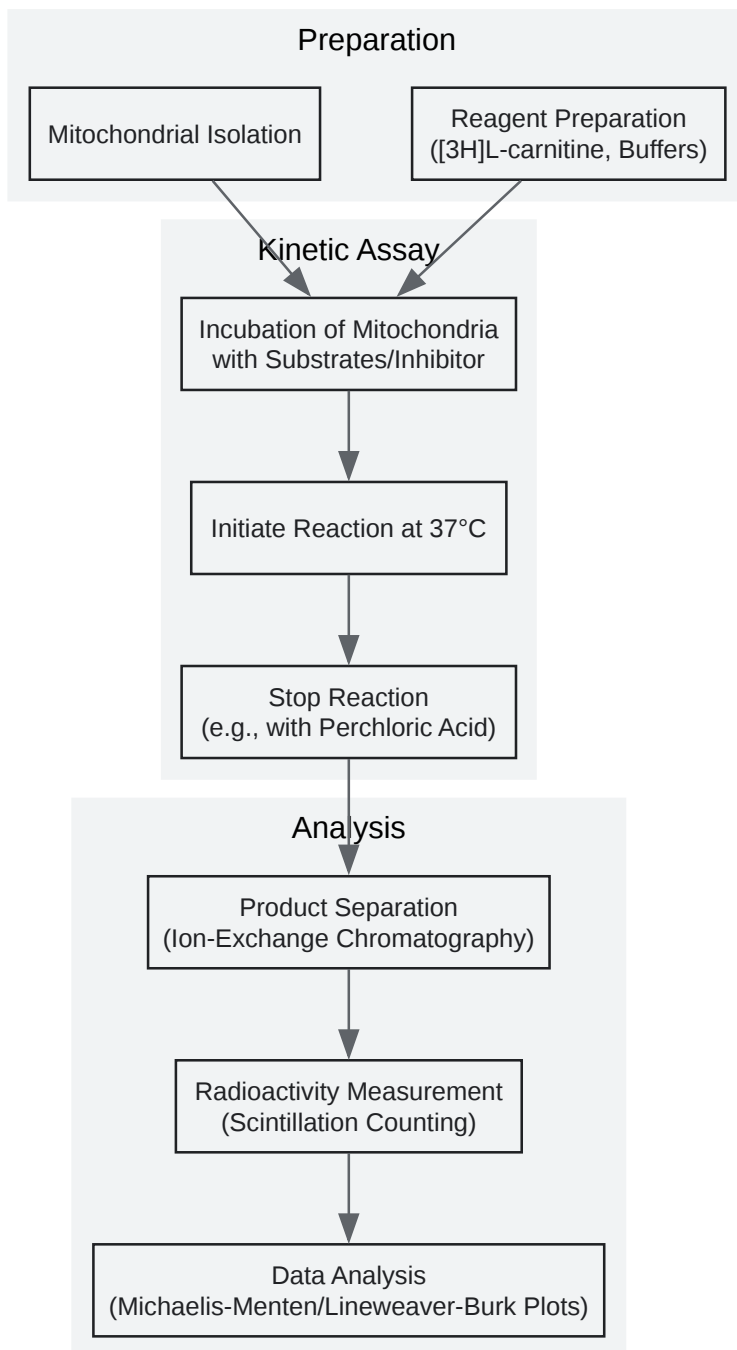 Preparation
Mitochondrial Isolation
Reagent Preparation
([3H]L-carnitine, Buffers)
Kinetic Assay
Incubation of Mitochondria
with Substrates/Inhibitor
Initiate Reaction at 37°C
Stop Reaction
(e.g., with Perchloric Acid)
Analysis
Product Separation
(Ion-Exchange Chromatography)
Radioactivity Measurement
(Scintillation Counting)
Data Analysis
(Michaelis-Menten/Lineweaver-Burk Plots)